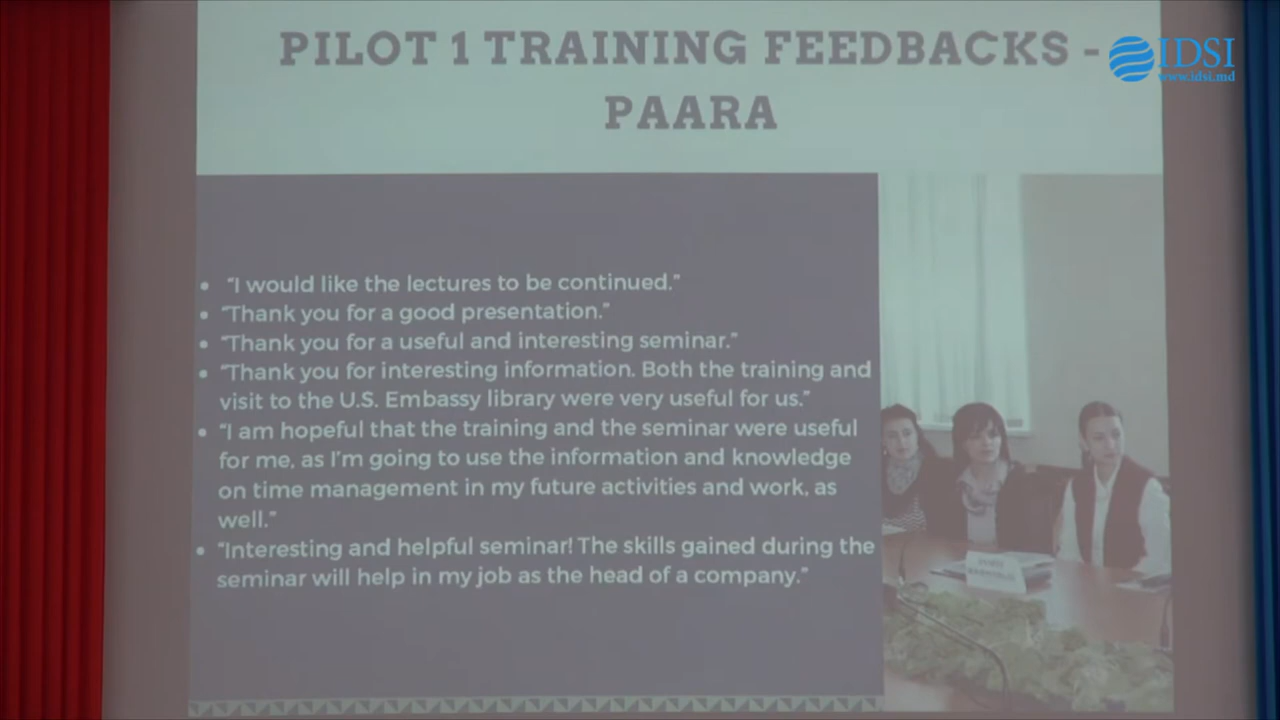 PILOT 1 TRAINING FEEDBACKS -
PAARA
IDSI
www.idsi.md
• “I would like the lectures to be continued.”
• “Thank you for a good presentation.”
• “Thank you for a useful and interesting seminar.”
• “Thank you for interesting information. Both the training and
visit to the U.S. Embassy library were very useful for us.”
• “I am hopeful that the training and the seminar were useful
for me, as I’m going to use the information and knowledge
on time management in my future activities and work, as
well.”
• “Interesting and helpful seminar! The skills gained during the
seminar will help in my job as the head of a company.”